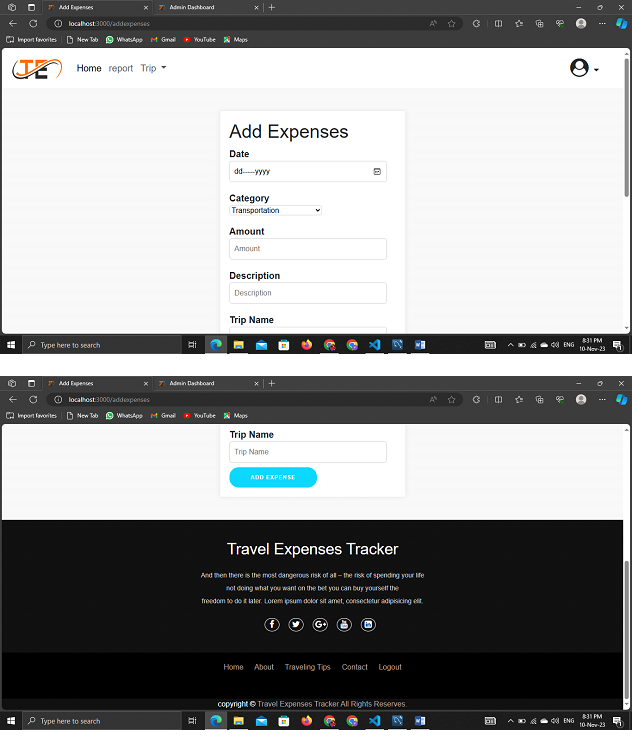 Add Expenses
Admin Dashboard
localhost:3000/addexpenses
Import favorites New Tab WhatsApp Gmail YouTube Maps
TE Home report Trip
Add Expenses
Date
dd-----yyyy
Category
Transportation
Amount
Amount
Description
Description
Trip Name
Type here to search
ENG
8:31 PM
10-Nov-23
Add Expenses
Admin Dashboard
localhost:3000/addexpenses
Import favorites New Tab WhatsApp Gmail YouTube Maps
Trip Name
Trip Name
ADD EXPENSE
Travel Expenses Tracker
And then there is the most dangerous risk of all – the risk of spending your life
not doing what you want on the bet you can buy yourself the
freedom to do it later. Lorem ipsum dolor sit amet, consectetur adipisicing elit.
Home About Traveling Tips Contact Logout
copyright © Travel Expenses Tracker All Rights Reserves.
Type here to search
ENG
8:31 PM
10-Nov-23